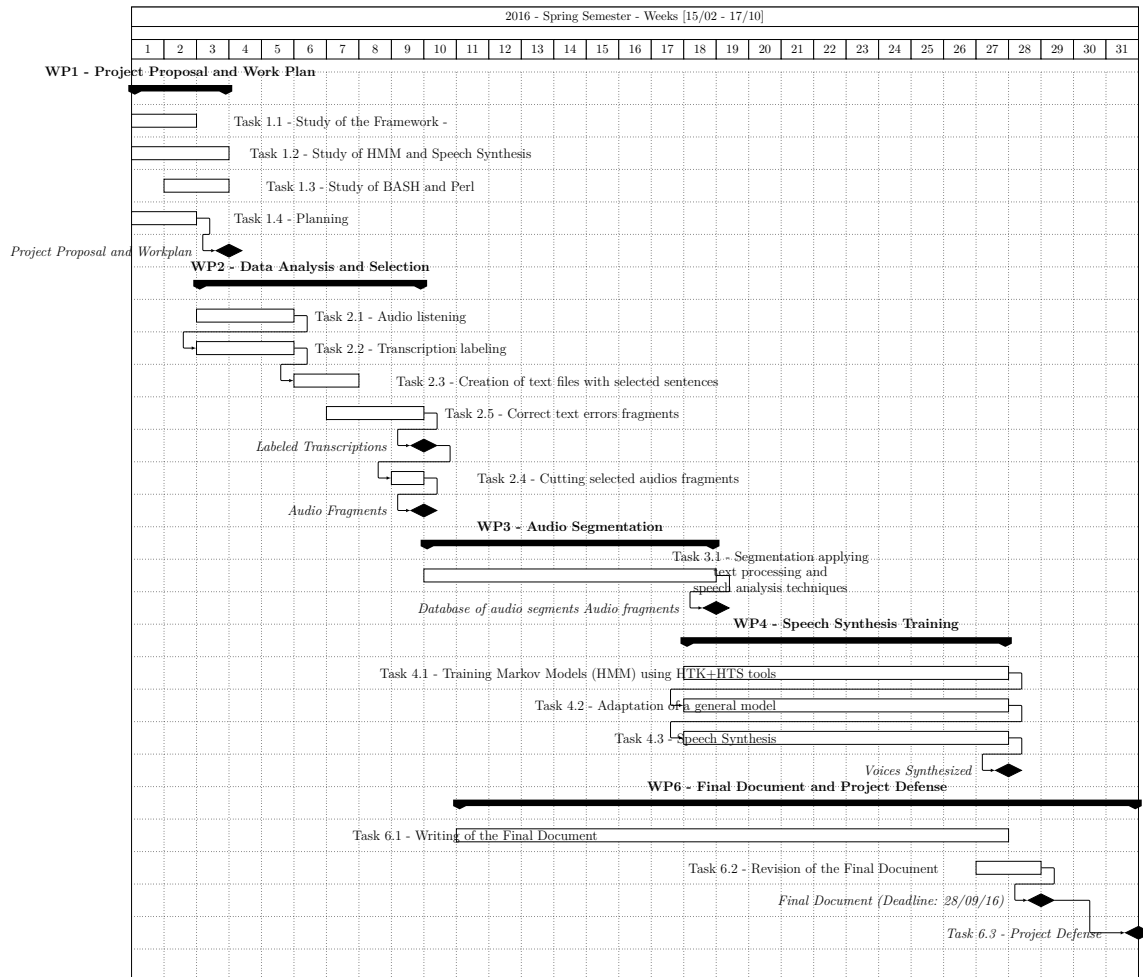 2016 - Spring Semester - Weeks [15/02 - 17/10]
1 2 3 4 5 6 7 8 9 10 11 12 13 14 15 16 17 18 19 20 21 22 23 24 25 26 27 28 29 30 31
WP1 - Project Proposal and Work Plan
Task 1.1 - Study of the Framework -
Task 1.2 - Study of HMM and Speech Synthesis
Task 1.3 - Study of BASH and Perl
Task 1.4 - Planning
Project Proposal and Workplan
WP2 - Data Analysis and Selection
Task 2.1 - Audio listening
Task 2.2 - Transcription labeling
Task 2.3 - Creation of text files with selected sentences
Task 2.5 - Correct text errors fragments
Labeled Transcriptions
Task 2.4 - Cutting selected audios fragments
Audio Fragments
WP3 - Audio Segmentation
Task 3.1 - Segmentation applying
text processing and
speech analysis techniques
Database of audio segments Audio fragments
WP4 - Speech Synthesis Training
Task 4.1 - Training Markov Models (HMM) using HTK+HTS tools
Task 4.2 - Adaptation of a general model
Task 4.3 - Speech Synthesis
Voices Synthesized
WP6 - Final Document and Project Defense
Task 6.1 - Writing of the Final Document
Task 6.2 - Revision of the Final Document
Final Document (Deadline: 28/09/16)
Task 6.3 - Project Defense